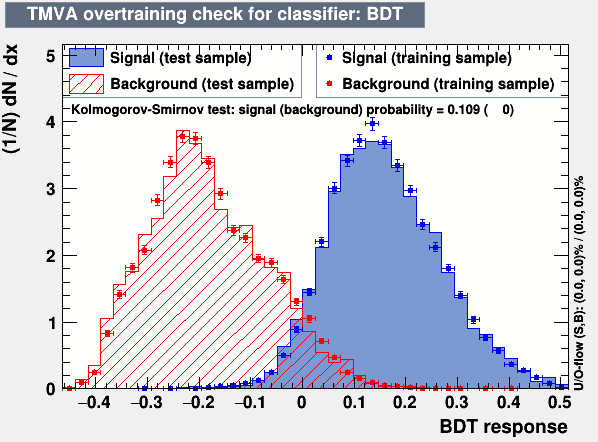 TMVA overtraining check for classifier: BDT
(1/N) dN / dx
Signal (test sample)
Background (test sample)
Signal (training sample)
Background (training sample)
Kolmogorov-Smirnov test: signal (background) probability = 0.109 ( 0)
5
4
3
2
1
0
−0.4 −0.3 −0.2 −0.1 0 0.1 0.2 0.3 0.4 0.5
BDT response
U/O-flow (S,B): (0.0, 0.0)% / (0.0, 0.0)%